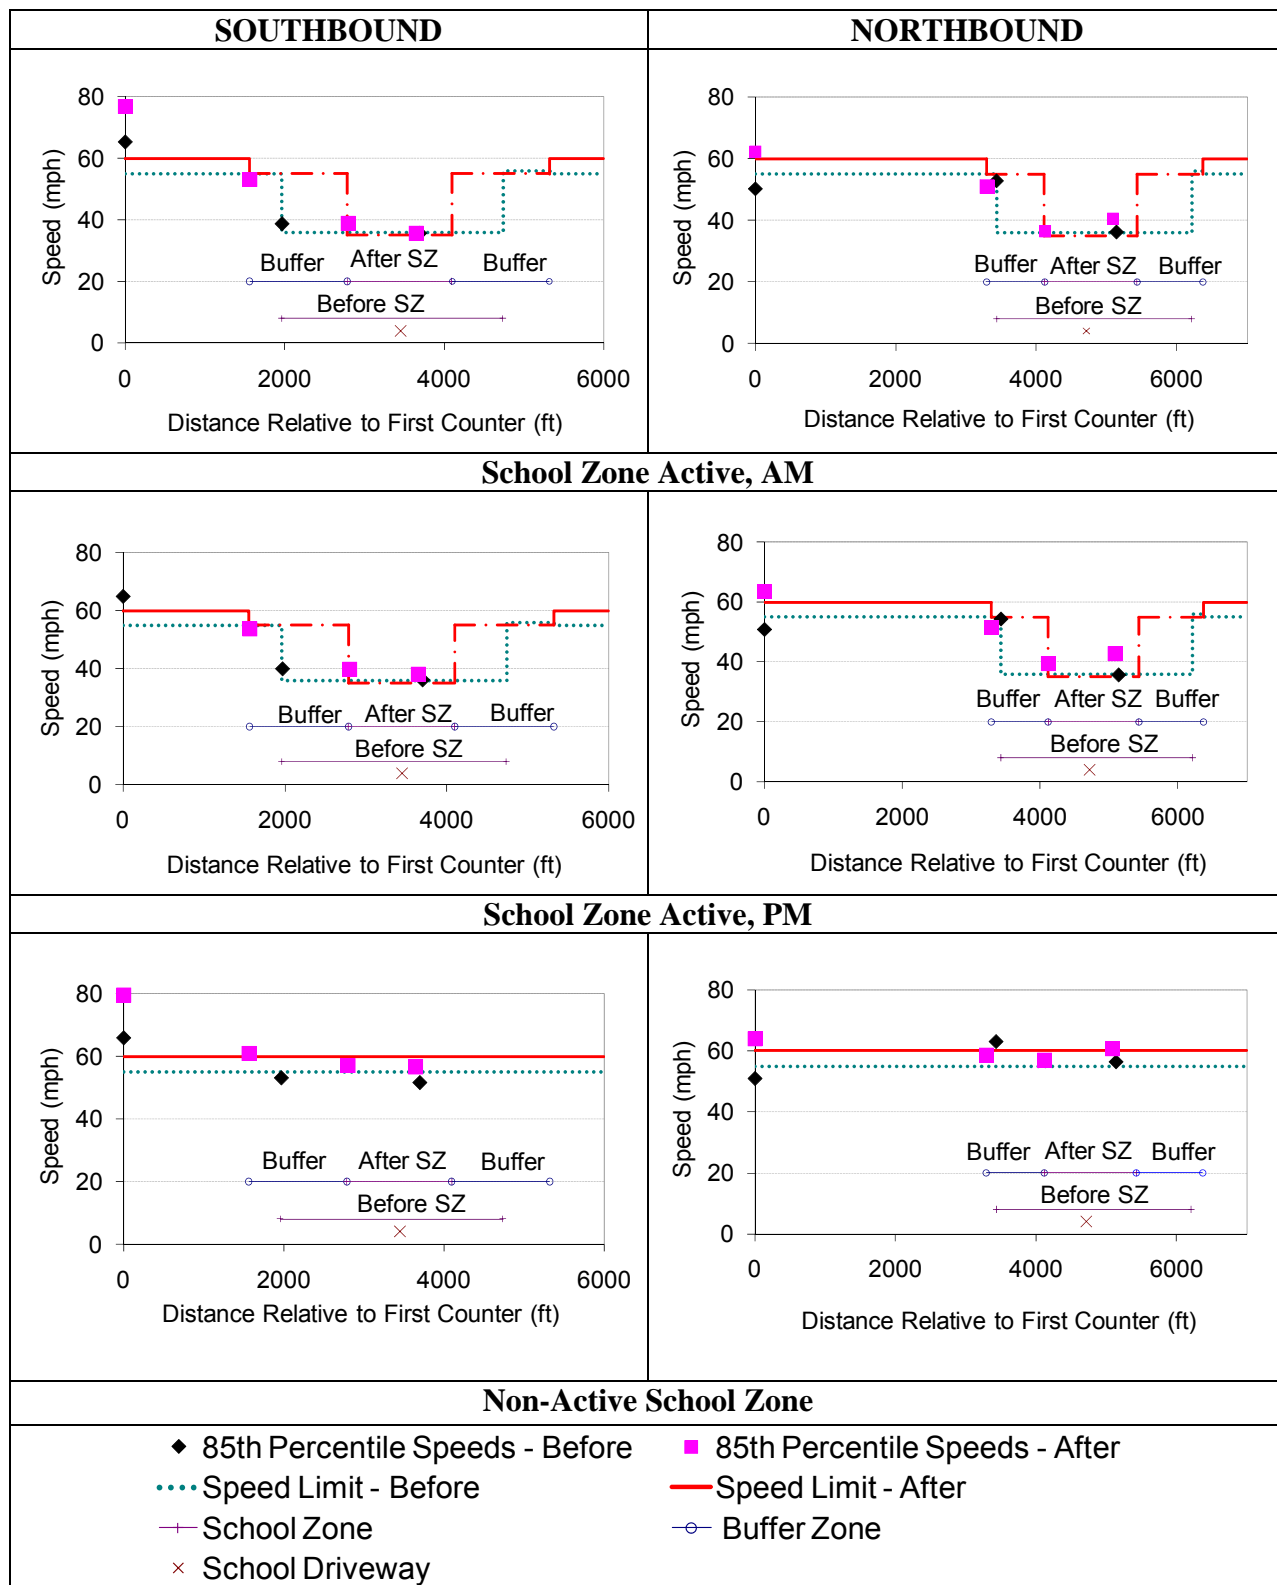 SOUTHBOUND NORTHBOUND
80
60
40
20
0
Speed (mph)
Buffer After SZ Buffer
Before SZ
0 2000 4000 6000
Distance Relative to First Counter (ft)
80
60
40
20
0
Speed (mph)
Buffer After SZ Buffer
Before SZ
0 2000 4000 6000
Distance Relative to First Counter (ft)
School Zone Active, AM
80
60
40
20
0
Speed (mph)
Buffer After SZ Buffer
Before SZ
0 2000 4000 6000
Distance Relative to First Counter (ft)
80
60
40
20
0
Speed (mph)
Buffer After SZ Buffer
Before SZ
0 2000 4000 6000
Distance Relative to First Counter (ft)
School Zone Active, PM
80
60
40
20
0
Speed (mph)
Buffer After SZ Buffer
Before SZ
0 2000 4000 6000
Distance Relative to First Counter (ft)
80
60
40
20
0
Speed (mph)
Buffer After SZ Buffer
Before SZ
0 2000 4000 6000
Distance Relative to First Counter (ft)
Non-Active School Zone
85th Percentile Speeds - Before 85th Percentile Speeds - After
Speed Limit - Before Speed Limit - After
School Zone Buffer Zone
School Driveway